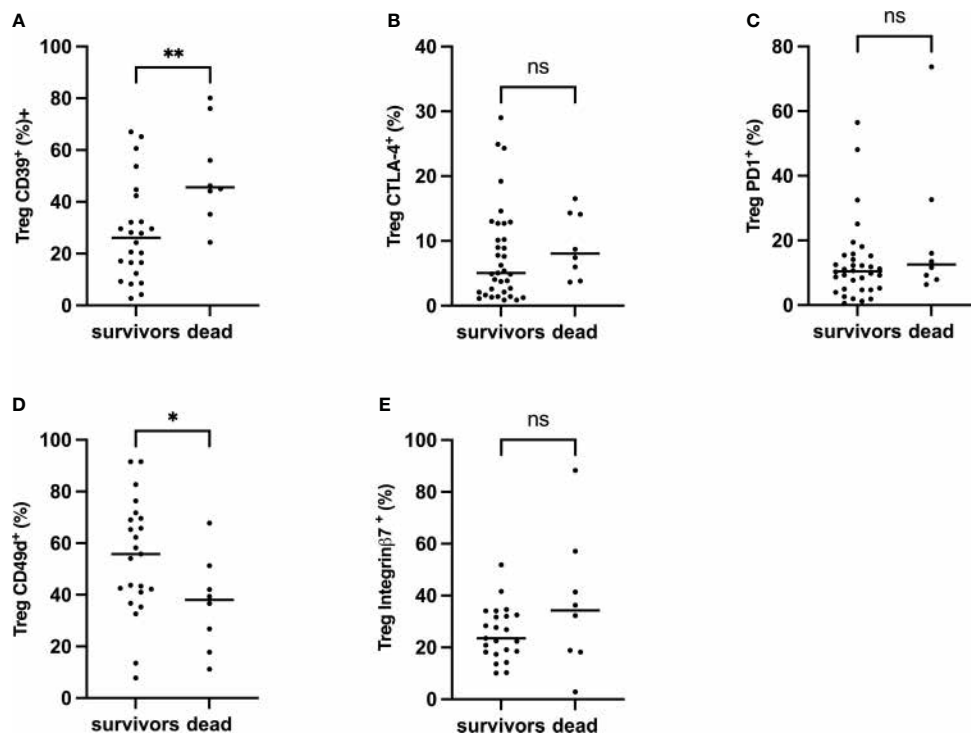 A
Treg CD39⁺ (%)+
100
80
60
40
20
0
**
survivors dead
B
Treg CTLA-4⁺ (%)
40
30
20
10
0
ns
survivors dead
C
Treg PD1⁺ (%)
80
60
40
20
0
ns
survivors dead
D
Treg CD49d⁺ (%)
100
80
60
40
20
0
*
survivors dead
E
Treg Integrinβ7 ⁺ (%)
100
80
60
40
20
0
ns
survivors dead